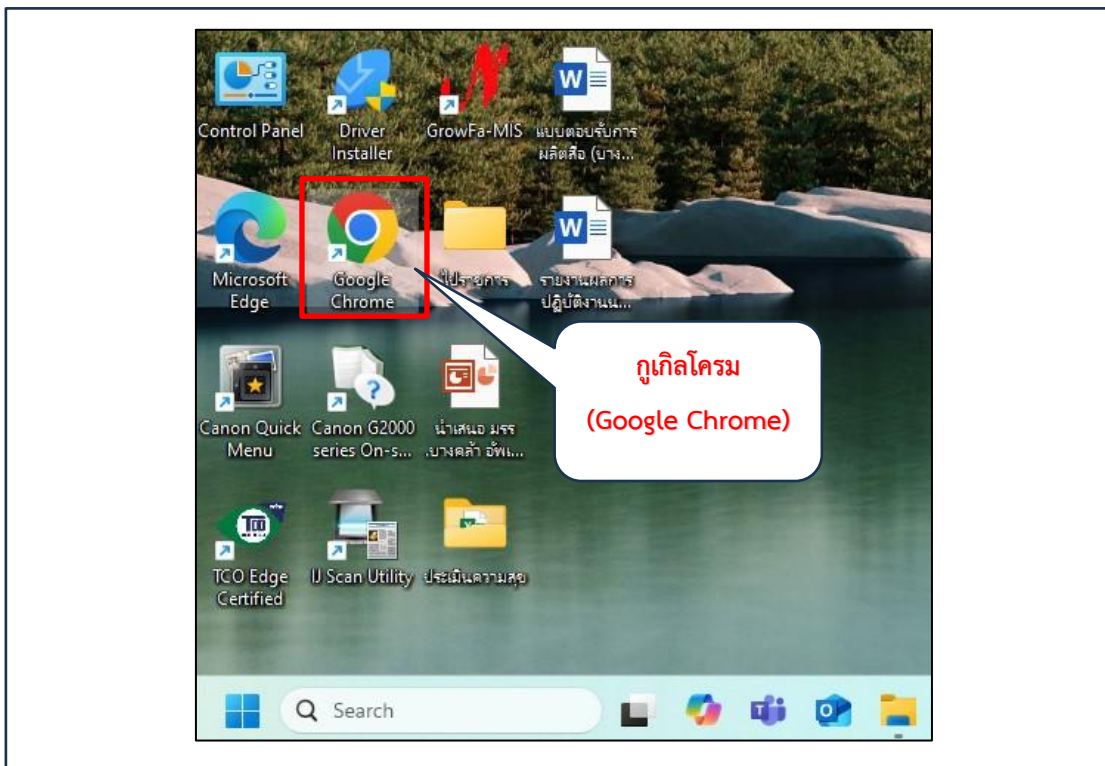 Control Panel
Driver
Installer
GrowFa-MIS
แบบตอบรับการ
ผลิตสื่อ (บาง...
Microsoft
Edge
Google
Chrome
ไปราชการ
รายงานผลการ
ปฏิบัติงานน...
กูเกิลโครม
(Google Chrome)
Canon Quick
Menu
Canon G2000
series On-s...
นำเสนอ มรร
.บางคล้า อัพเ...
TCO Edge
Certified
IJ Scan Utility
ประเมินความสุข
Search